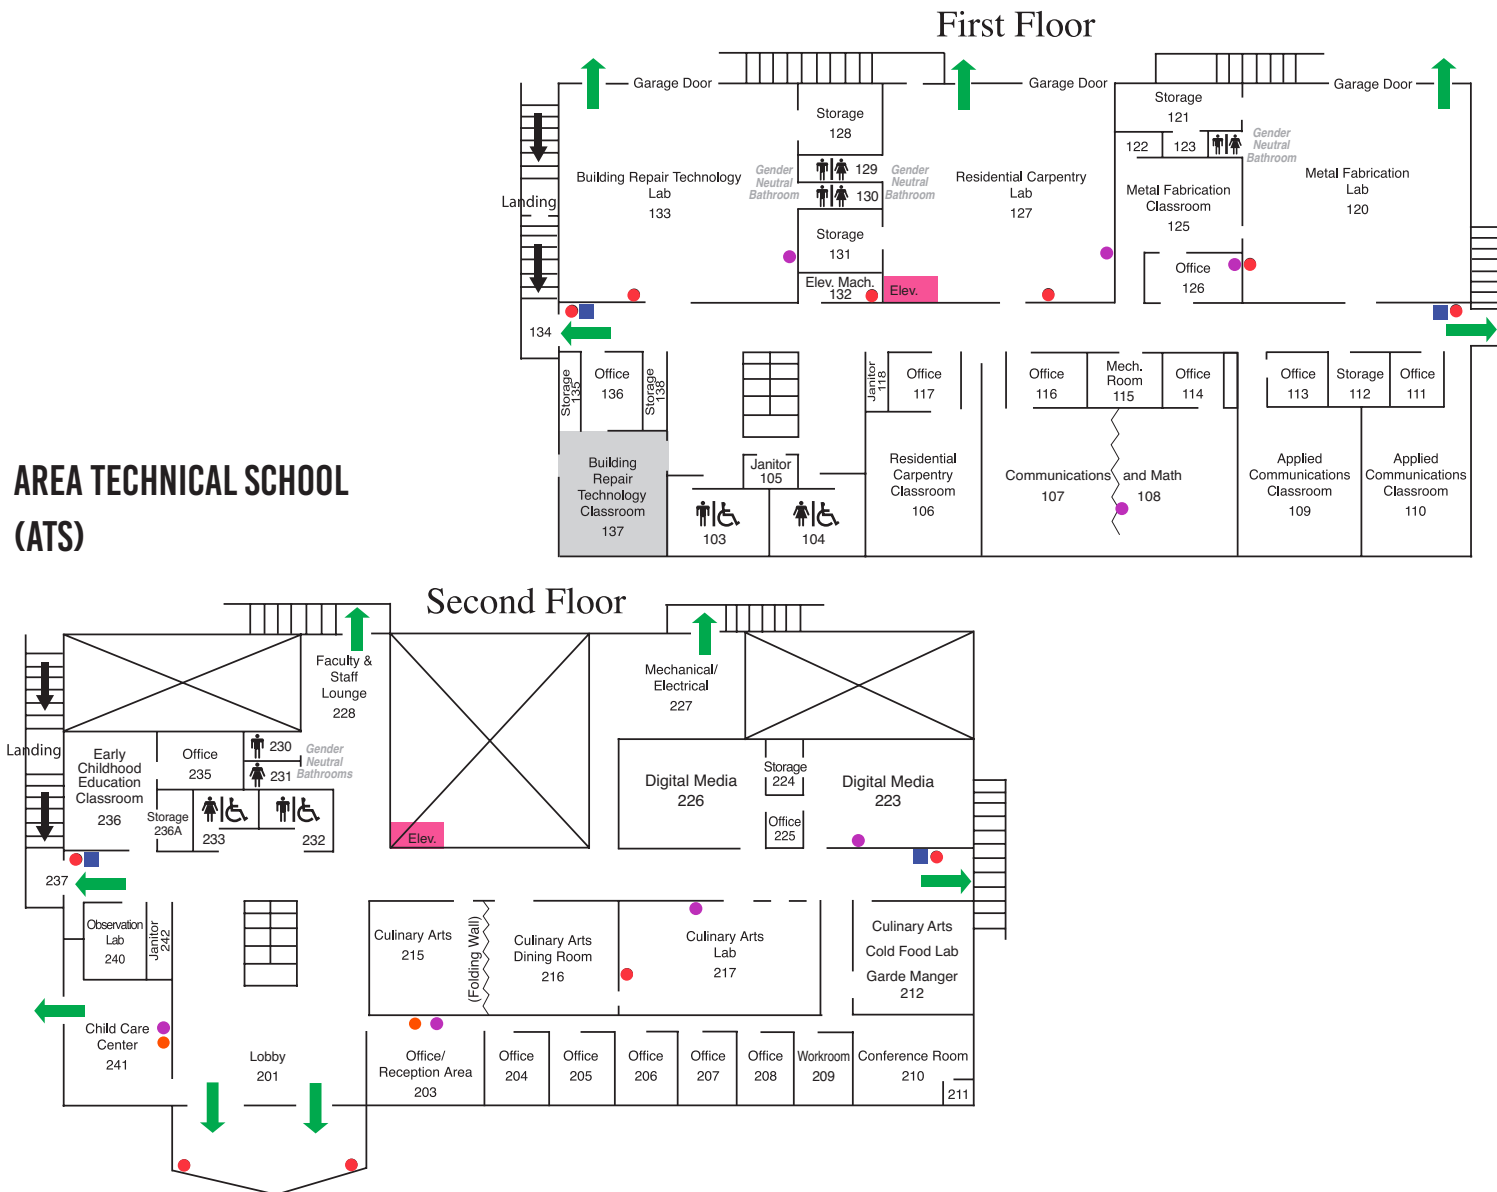 First Floor
Garage Door
Garage Door
Garage Door
Storage
128
Storage
121
122
123
Gender
Neutral
Bathroom
129
130
Gender
Neutral
Bathroom
Gender
Neutral
Bathroom
Building Repair Technology
Lab
133
Residential Carpentry
Lab
127
Metal Fabrication
Classroom
125
Metal Fabrication
Lab
120
Landing
Storage
131
Elev. Mach.
132
Elev.
Office
126
134
Storage
135
Office
136
Storage
138
Janitor
118
Office
117
Office
116
Mech.
Room
115
Office
114
Office
113
Storage
112
Office
111
Building
Repair
Technology
Classroom
137
Janitor
105
103
104
Residential
Carpentry
Classroom
106
Communications
107
and Math
108
Applied
Communications
Classroom
109
Applied
Communications
Classroom
110
AREA TECHNICAL SCHOOL
(ATS)
Second Floor
Faculty &
Staff
Lounge
228
Mechanical/
Electrical
227
Landing
Early
Childhood
Education
Classroom
236
Office
235
230
231
Gender
Neutral
Bathrooms
Storage
236A
233
232
Elev.
Digital Media
226
Storage
224
Office
225
Digital Media
223
237
Observation
Lab
240
Janitor
242
Culinary Arts
215
(Folding Wall)
Culinary Arts
Dining Room
216
Culinary Arts
Lab
217
Culinary Arts
Cold Food Lab
Garde Manger
212
Child Care
Center
241
Lobby
201
Office/
Reception Area
203
Office
204
Office
205
Office
206
Office
207
Office
208
Workroom
209
Conference Room
210
211